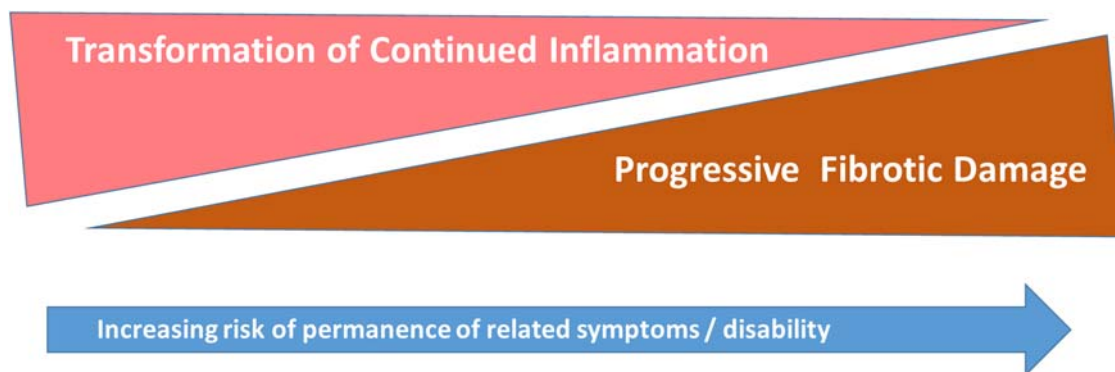 Transformation of Continued Inflammation
Progressive  Fibrotic Damage
Increasing risk of permanence of related symptoms / disability